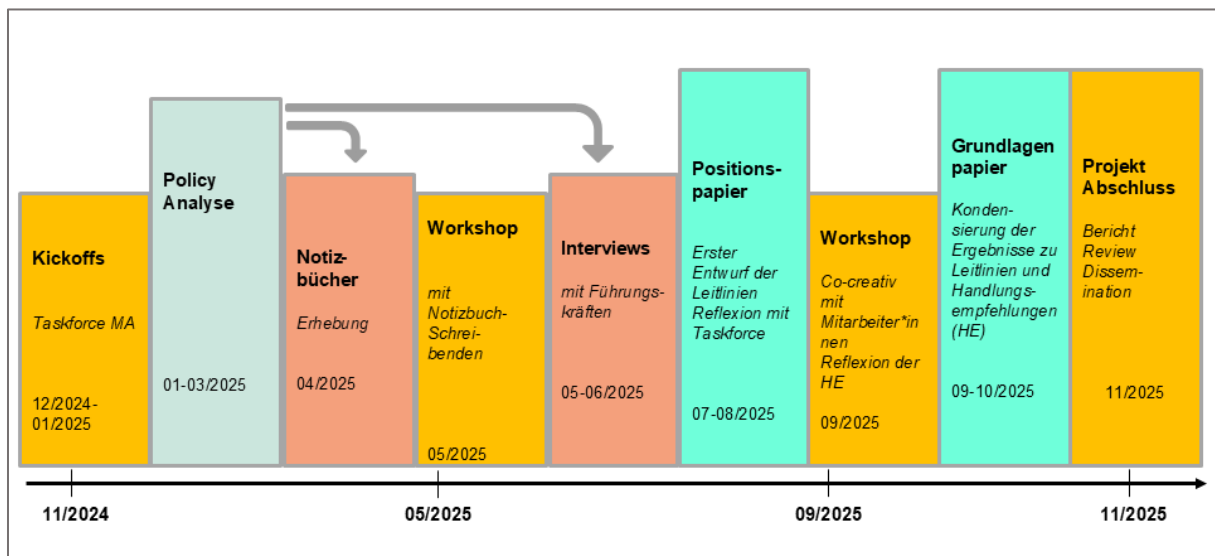 Kickoffs
Taskforce MA
12/2024-
01/2025
Policy
Analyse
01-03/2025
Notiz-
bücher
Erhebung
04/2025
Workshop
mit
Notizbuch-
Schrei-
benden
05/2025
Interviews
mit Führungs-
kräften
05-06/2025
Positions-
papier
Erster
Entwurf der
Leitlinien
Reflexion mit
Taskforce
07-08/2025
Workshop
Co-creativ
mit
Mitarbeiter*in
nen
Reflexion der
HE
09/2025
Grundlagen
papier
Konden-
sierung der
Ergebnisse zu
Leitlinien und
Handlungs-
empfehlungen
(HE)
09-10/2025
Projekt
Abschluss
Bericht
Review
Dissem-
ination
11/2025
11/2024
05/2025
09/2025
11/2025